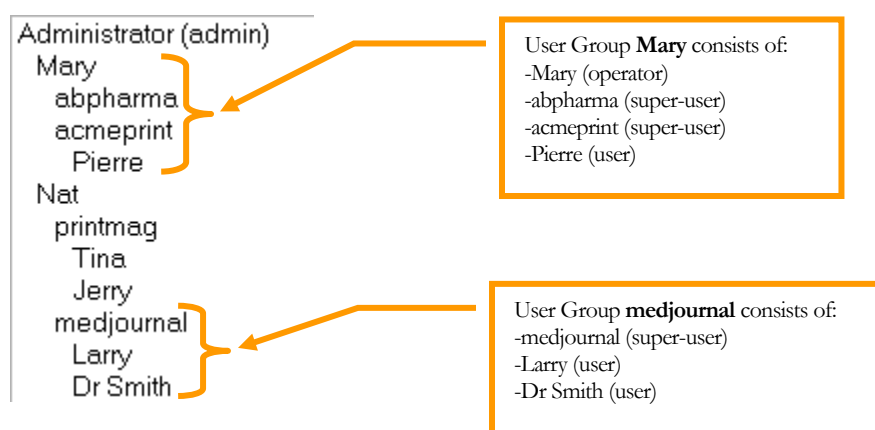 Administrator (admin)
Mary
abpharma
acmeprint
Pierre
Nat
printmag
Tina
Jerry
medjournal
Larry
Dr Smith
User Group Mary consists of:
-Mary (operator)
-abpharma (super-user)
-acmeprint (super-user)
-Pierre (user)
User Group medjournal consists of:
-medjournal (super-user)
-Larry (user)
-Dr Smith (user)